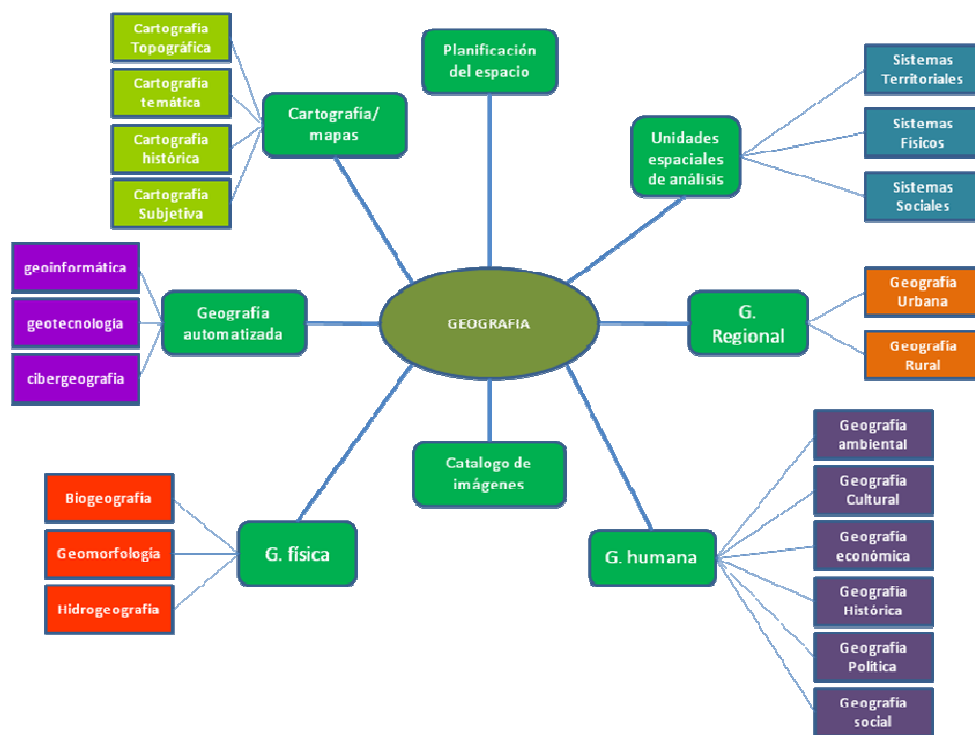 Cartografía
Topográfica
Cartografía
temática
Cartografía
histórica
Cartografía
Subjetiva
Cartografía/
mapas
Planificación
del espacio
Unidades
espaciales
de análisis
Sistemas
Territoriales
Sistemas
Físicos
Sistemas
Sociales
geoinformática
geotecnología
cibergeografía
Geografía
automatizada
GEOGRAFIA
G.
Regional
Geografía
Urbana
Geografía
Rural
Catalogo de
imágenes
Biogeografía
Geomorfología
Hidrogeografía
G. física
G. humana
Geografía
ambiental
Geografía
Cultural
Geografía
económica
Geografía
Histórica
Geografía
Política
Geografía
social